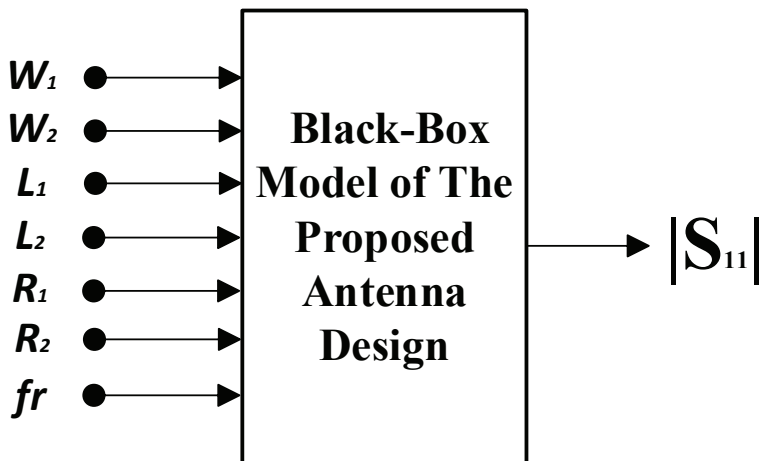 W₁
W₂
L₁
L₂
R₁
R₂
fr
Black-Box
Model of The
Proposed
Antenna
Design
|S₁₁|